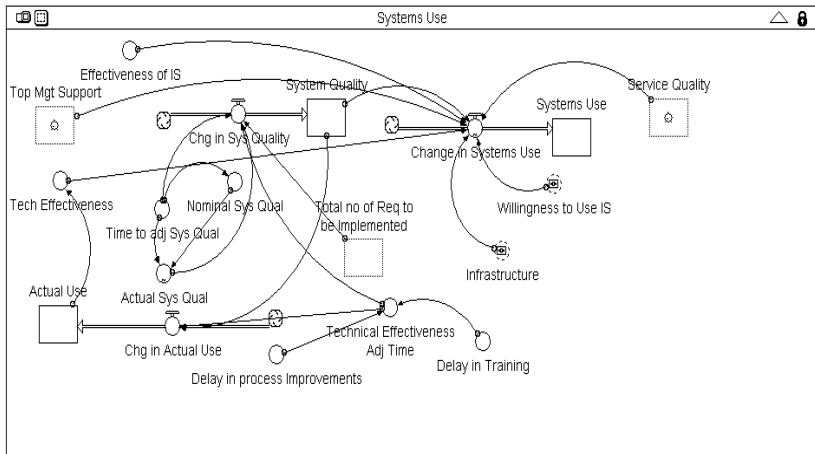 Systems Use
Effectiveness of IS
Top Mgt Support
System Quality
Service Quality
Systems Use
Chg in Sys Quality
Change in Systems Use
Tech Effectiveness
Nominal Sys Qual
Total no of Req to
be Implemented
Willingness to Use IS
Time to adj Sys Qual
Infrastructure
Actual Use
Actual Sys Qual
Technical Effectiveness
Adj Time
Chg in Actual Use
Delay in Training
Delay in process Improvements